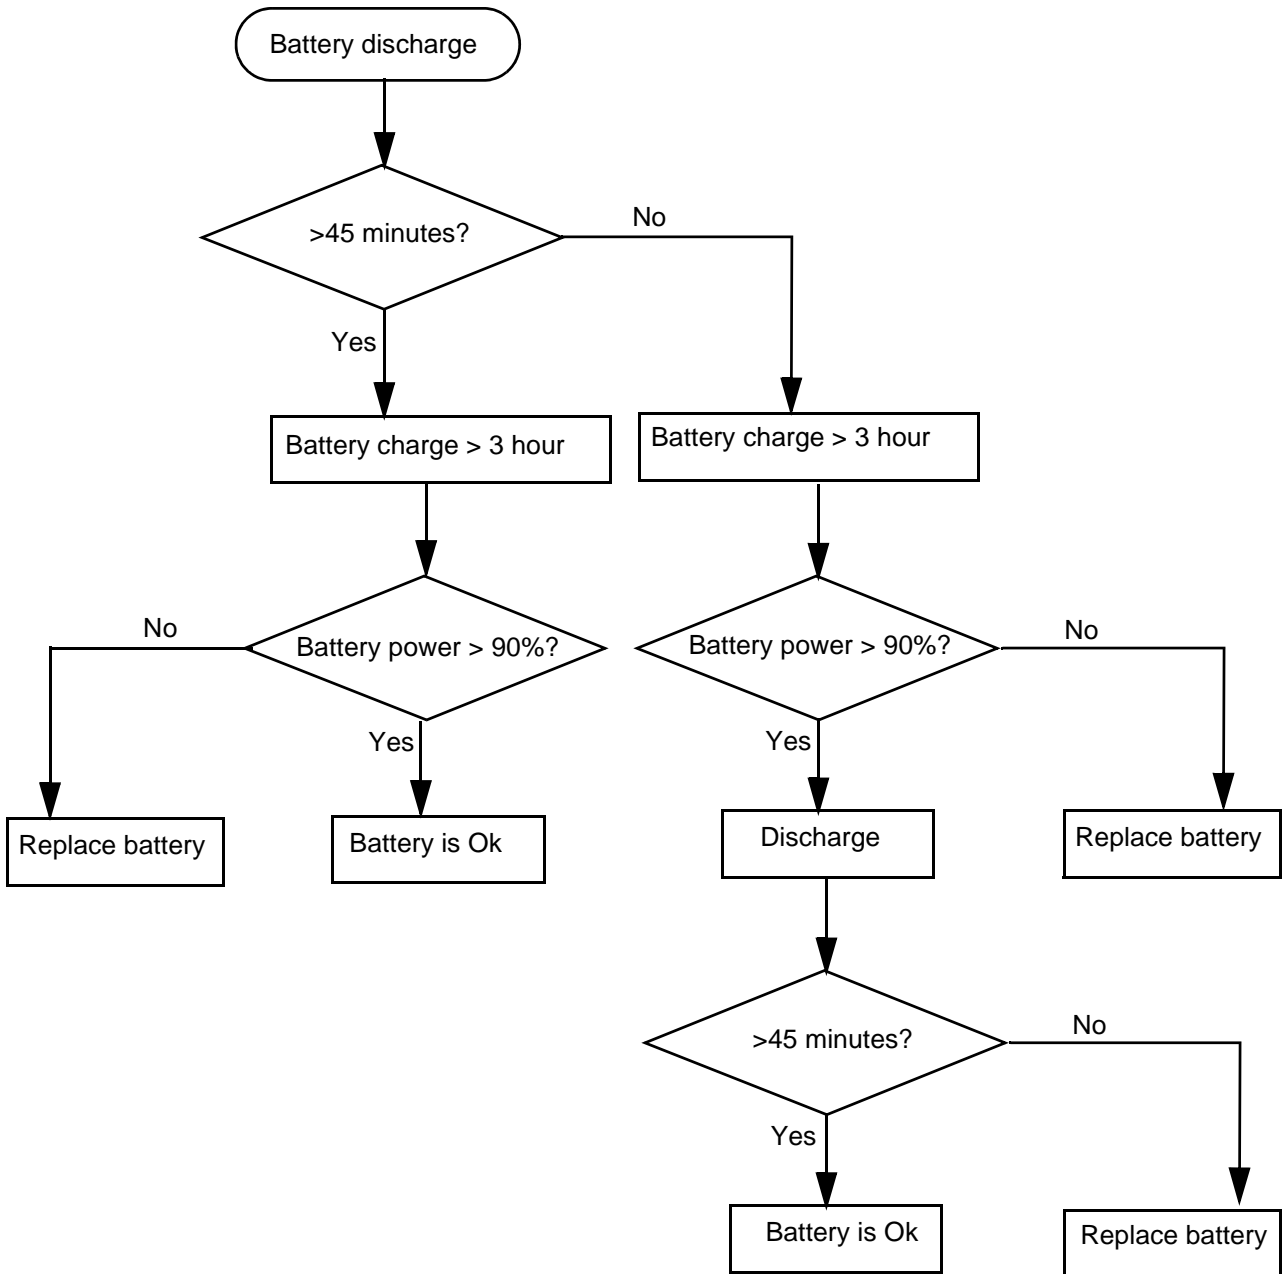 Battery discharge
>45 minutes?
No
Yes
Battery charge > 3 hour
Battery charge > 3 hour
No
Battery power > 90%?
Battery power > 90%?
No
Yes
Yes
Replace battery
Battery is Ok
Discharge
Replace battery
>45 minutes?
No
Yes
Battery is Ok
Replace battery